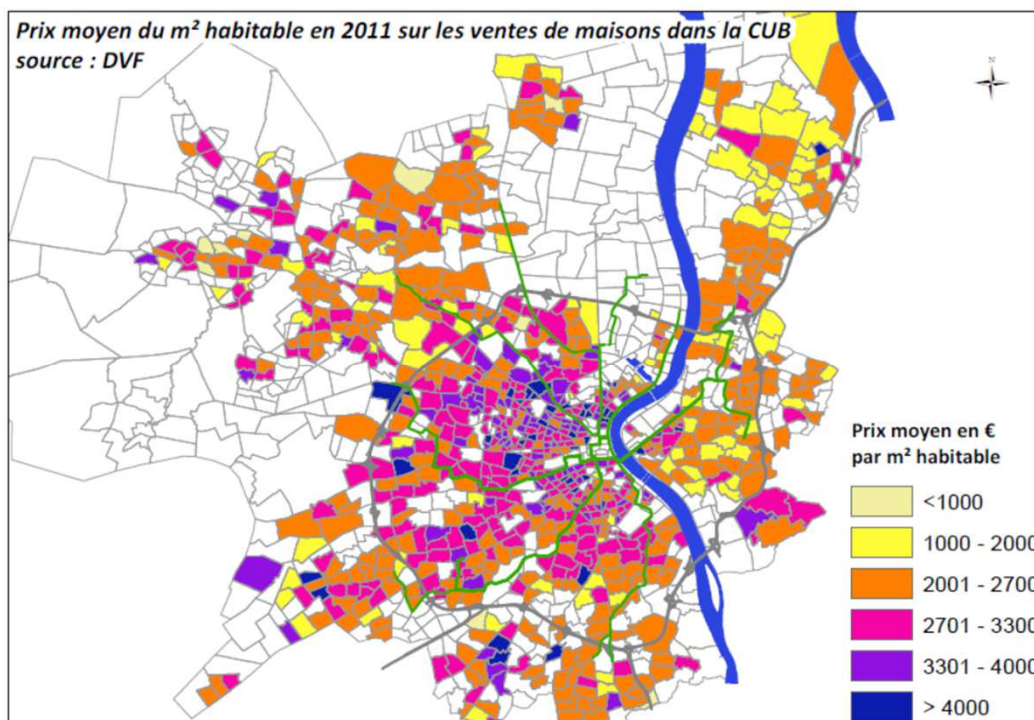 Prix moyen du m² habitable en 2011 sur les ventes de maisons dans la CUB
source : DVF
N
Prix moyen en €
par m² habitable
<1000
1000 - 2000
2001 - 2700
2701 - 3300
3301 - 4000
> 4000